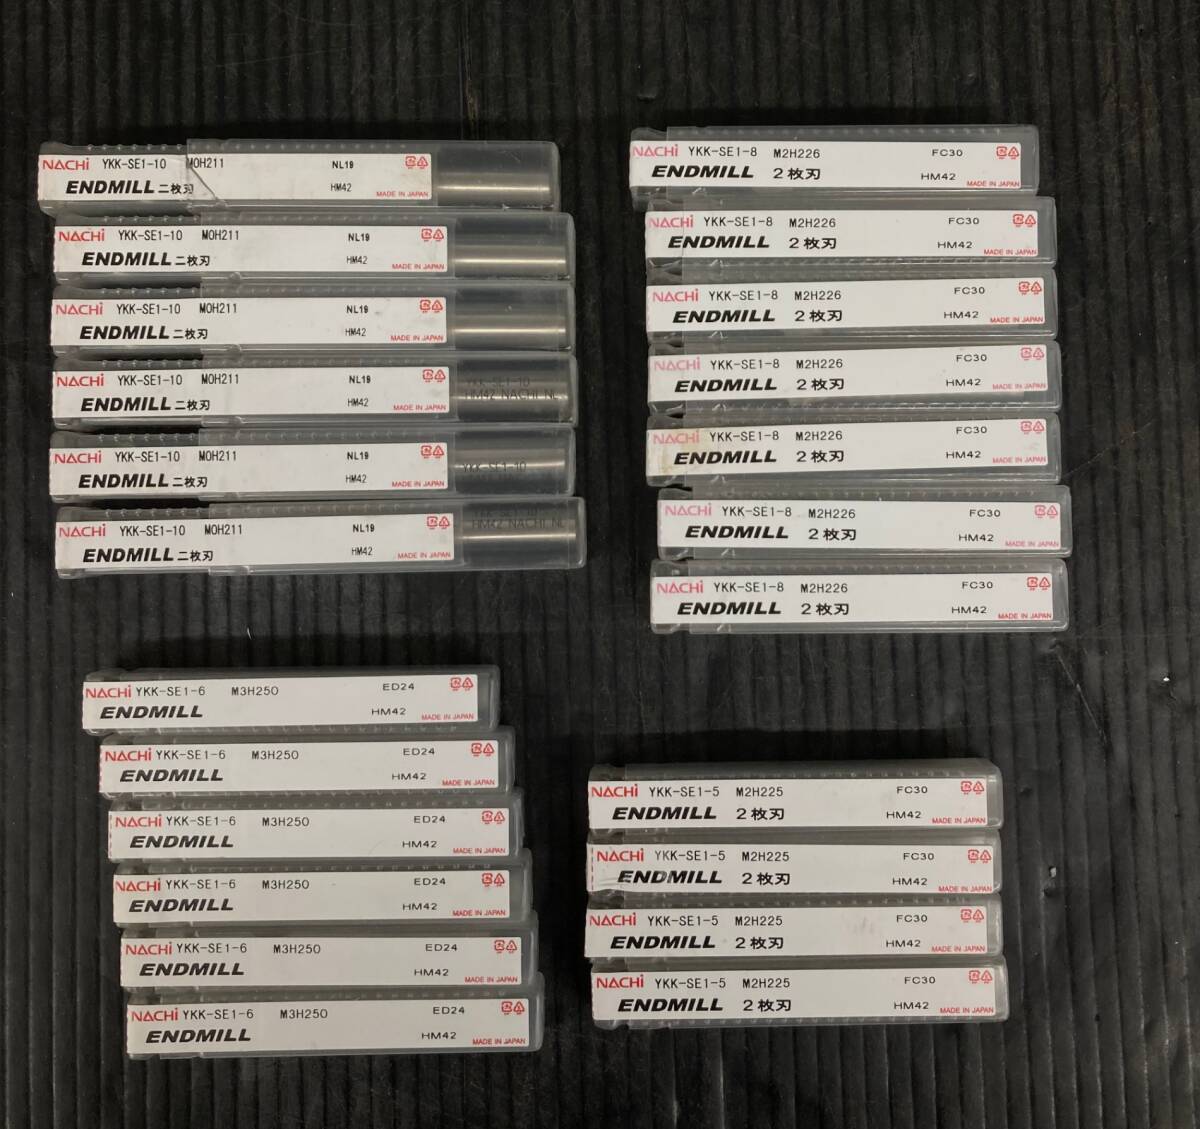 NACHi YKK-SE1-10 MOH211 NL19
ENDMILL 二枚刃 HM42 MADE IN JAPAN
NACHi YKK-SE1-10 MOH211 NL19
ENDMILL 二枚刃 HM42 MADE IN JAPAN
NACHi YKK-SE1-10 MOH211 NL19
ENDMILL 二枚刃 HM42 MADE IN JAPAN
NACHi YKK-SE1-10 MOH211 NL19
ENDMILL 二枚刃 HM42 MADE IN JAPAN
YKK-SE1-10
HM42 NACHI NL
NACHi YKK-SE1-10 MOH211 NL19
ENDMILL 二枚刃 HM42 MADE IN JAPAN
YKK-SE1-10
NACHi YKK-SE1-10 MOH211 NL19
ENDMILL 二枚刃 HM42 MADE IN JAPAN
YKK-SE1-10
HM42 NACHI NL
NACHi YKK-SE1-8 M2H226 FC30
ENDMILL 2枚刃 HM42 MADE IN JAPAN
NACHi YKK-SE1-8 M2H226 FC30
ENDMILL 2枚刃 HM42 MADE IN JAPAN
NACHi YKK-SE1-8 M2H226 FC30
ENDMILL 2枚刃 HM42 MADE IN JAPAN
NACHi YKK-SE1-8 M2H226 FC30
ENDMILL 2枚刃 HM42 MADE IN JAPAN
NACHi YKK-SE1-8 M2H226 FC30
ENDMILL 2枚刃 HM42 MADE IN JAPAN
NACHi YKK-SE1-8 M2H226 FC30
ENDMILL 2枚刃 HM42 MADE IN JAPAN
NACHi YKK-SE1-8 M2H226 FC30
ENDMILL 2枚刃 HM42 MADE IN JAPAN
NACHi YKK-SE1-6 M3H250 ED24
ENDMILL HM42 MADE IN JAPAN
NACHi YKK-SE1-6 M3H250 ED24
ENDMILL HM42 MADE IN JAPAN
NACHi YKK-SE1-6 M3H250 ED24
ENDMILL HM42 MADE IN JAPAN
NACHi YKK-SE1-6 M3H250 ED24
ENDMILL HM42 MADE IN JAPAN
NACHi YKK-SE1-6 M3H250 ED24
ENDMILL HM42 MADE IN JAPAN
NACHi YKK-SE1-6 M3H250 ED24
ENDMILL HM42 MADE IN JAPAN
NACHi YKK-SE1-5 M2H225 FC30
ENDMILL 2枚刃 HM42 MADE IN JAPAN
NACHi YKK-SE1-5 M2H225 FC30
ENDMILL 2枚刃 HM42 MADE IN JAPAN
NACHi YKK-SE1-5 M2H225 FC30
ENDMILL 2枚刃 HM42 MADE IN JAPAN
NACHi YKK-SE1-5 M2H225 FC30
ENDMILL 2枚刃 HM42 MADE IN JAPAN